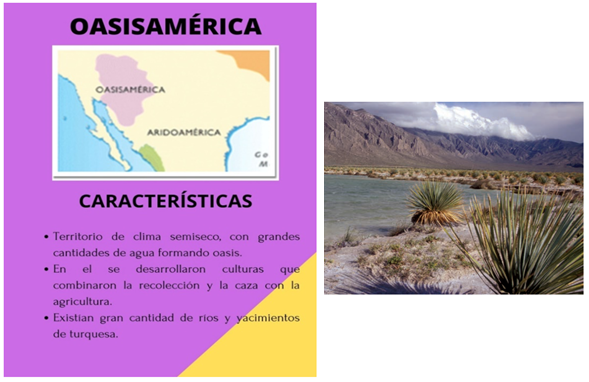 OASISAMÉRICA
OASISAMÉRICA
ARIDOAMÉRICA
G o
M
CARACTERÍSTICAS
• Territorio de clima semiseco, con grandes
cantidades de agua formando oasis.
• En el se desarrollaron culturas que
combinaron la recolección y la caza con la
agricultura.
• Existían gran cantidad de ríos y yacimientos
de turquesa.